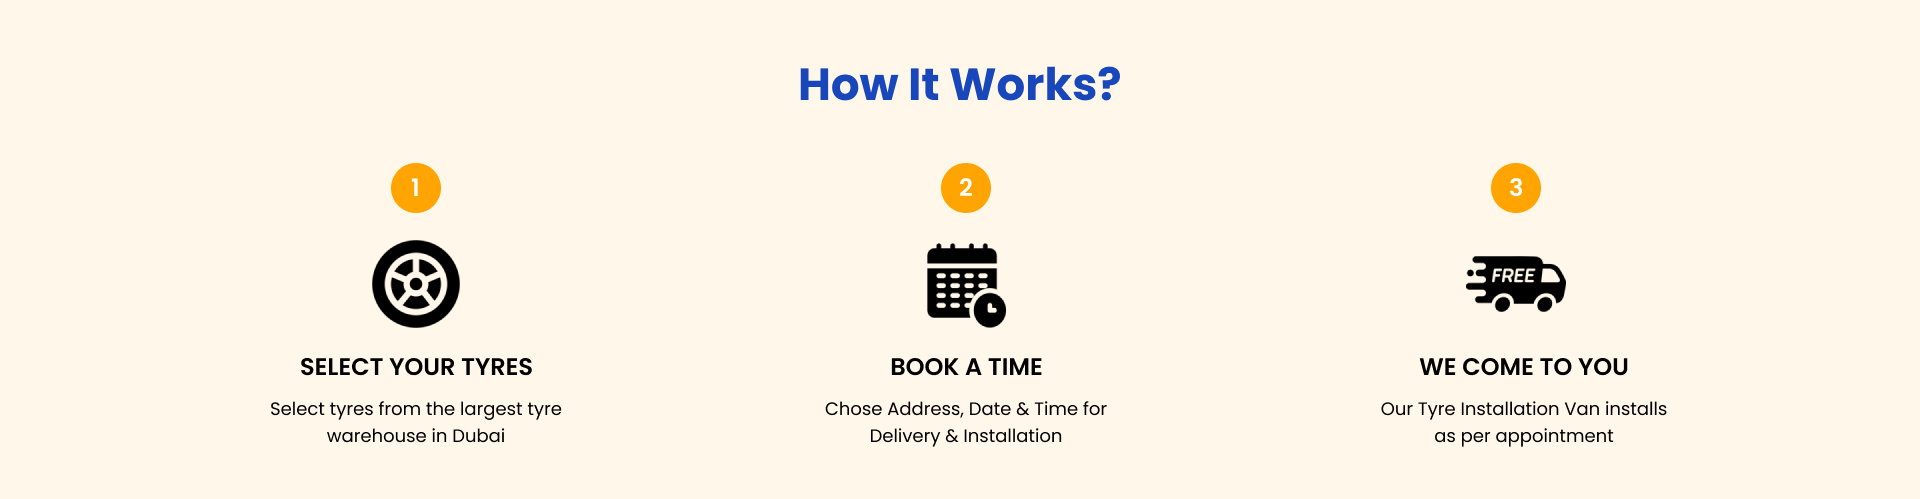 How It Works?
1
SELECT YOUR TYRES
Select tyres from the largest tyre
warehouse in Dubai
2
BOOK A TIME
Chose Address, Date & Time for
Delivery & Installation
3
FREE
WE COME TO YOU
Our Tyre Installation Van installs
as per appointment